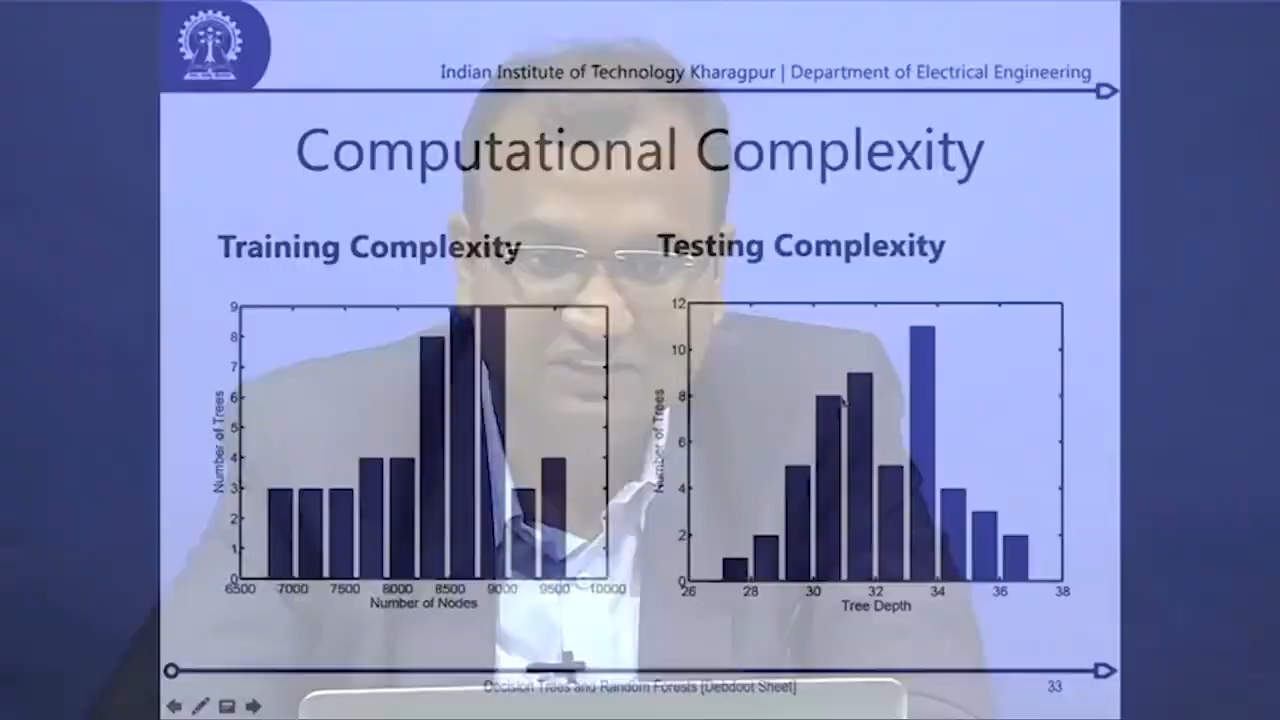 Indian Institute of Technology Kharagpur | Department of Electrical Engineering
Computational Complexity
Training Complexity
Testing Complexity
9
8
7
6
5
4
3
2
1
0
Number of Trees
6500 7000 7500 8000 8500 9000 9500 10000
Number of Nodes
12
10
8
6
4
2
0
Number of Trees
26 28 30 32 34 36 38
Tree Depth
Decision Trees and Random Forests [Debdoot Sheet]
33